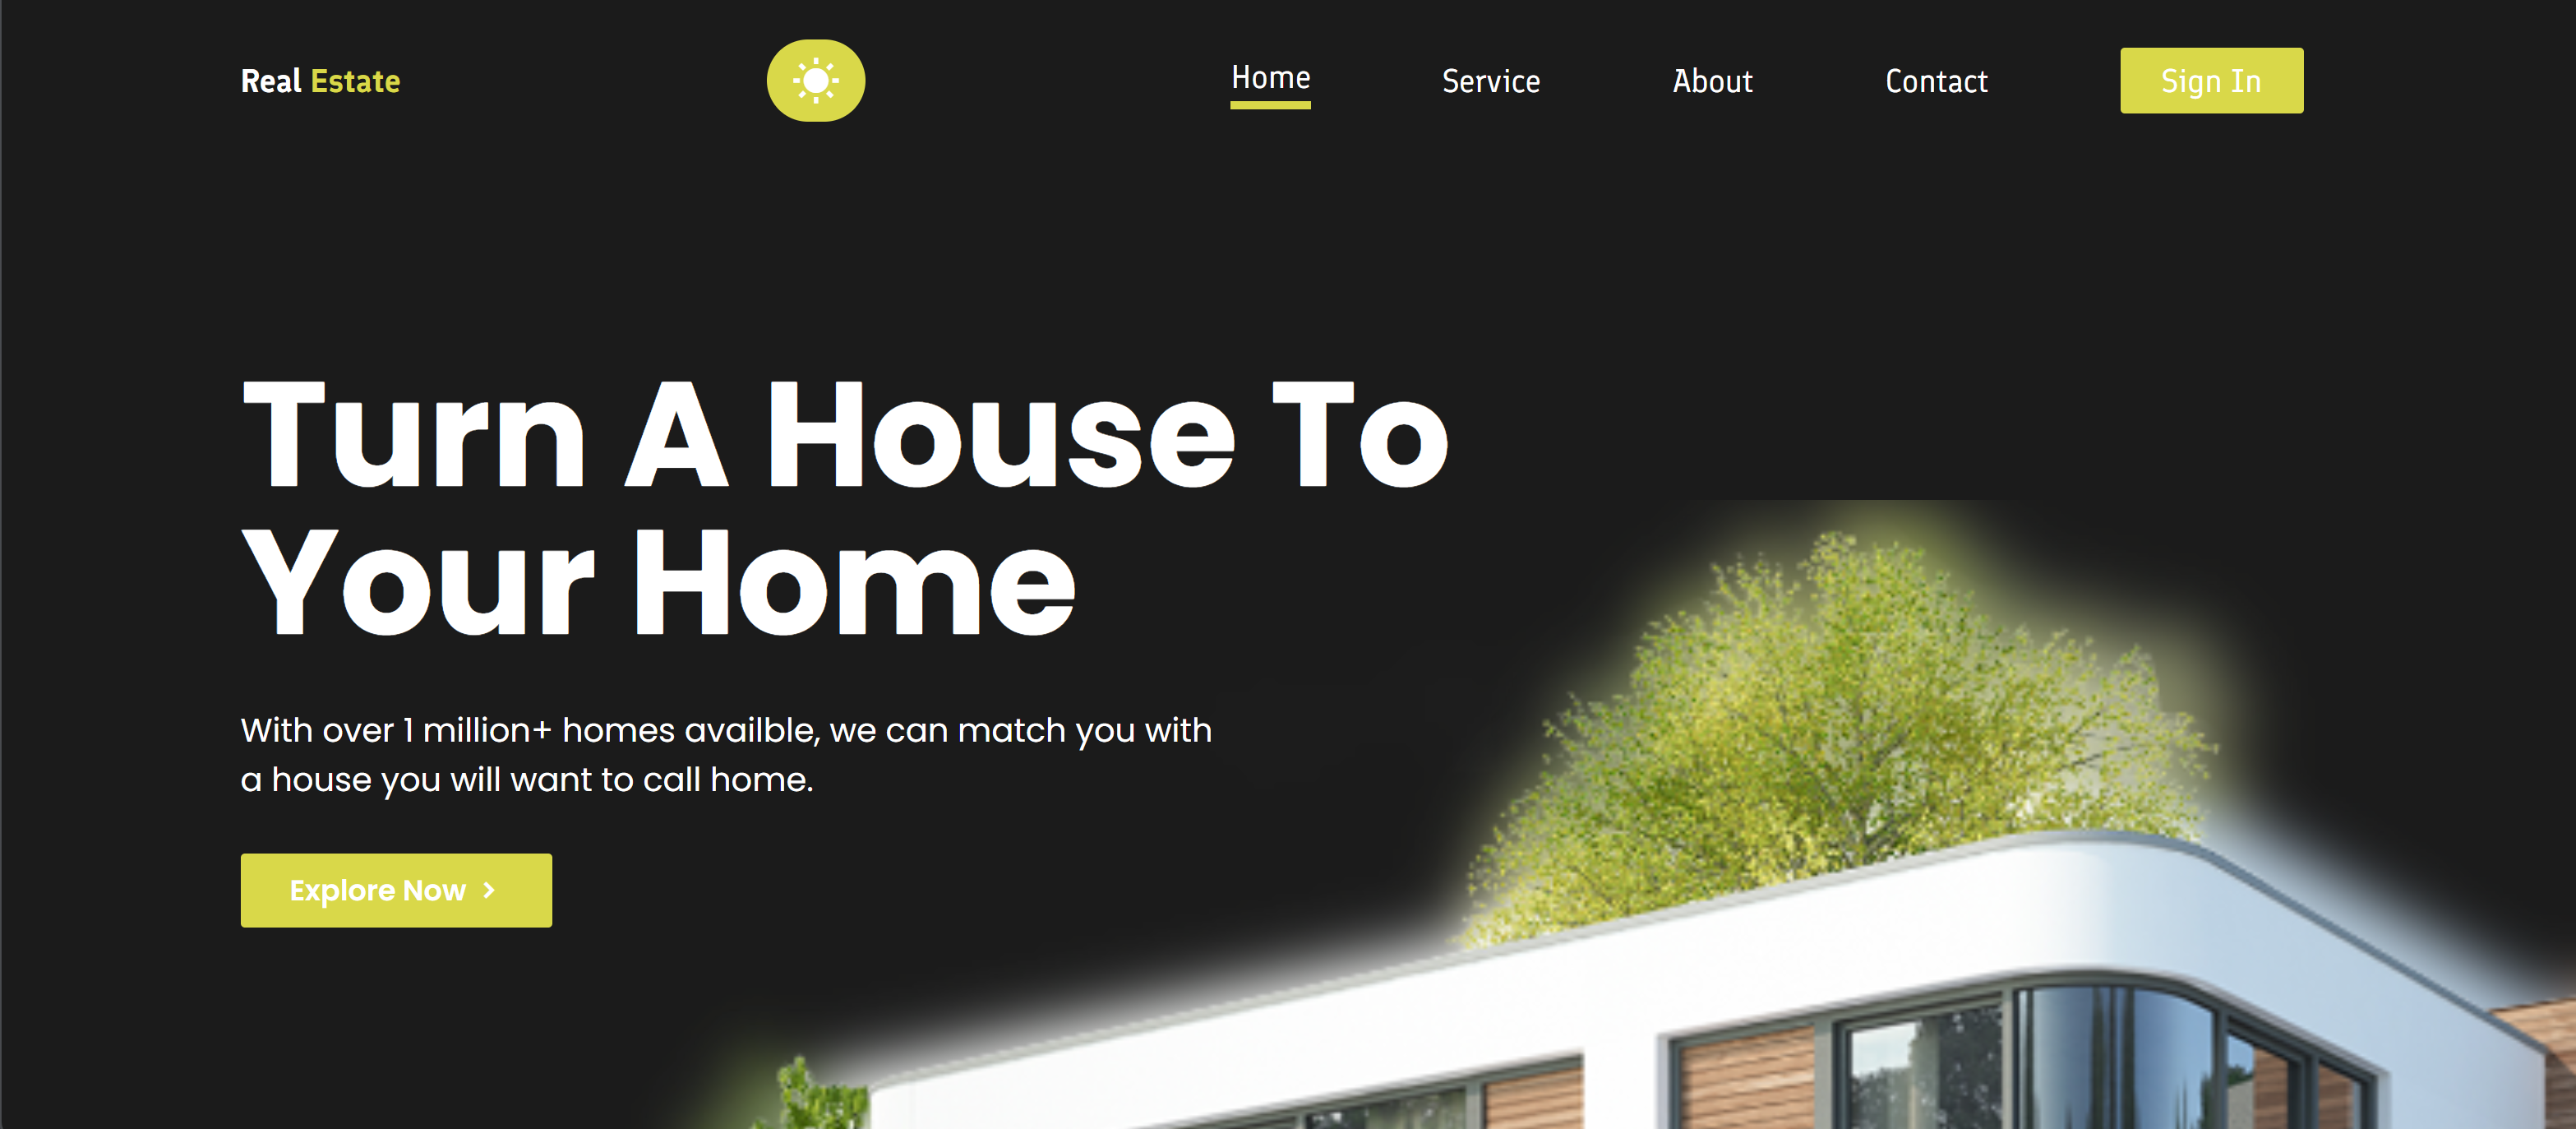 Real Estate
Home
Service
About
Contact
Sign In
Turn A House To
Your Home
With over 1 million+ homes availble, we can match you with
a house you will want to call home.
Explore Now